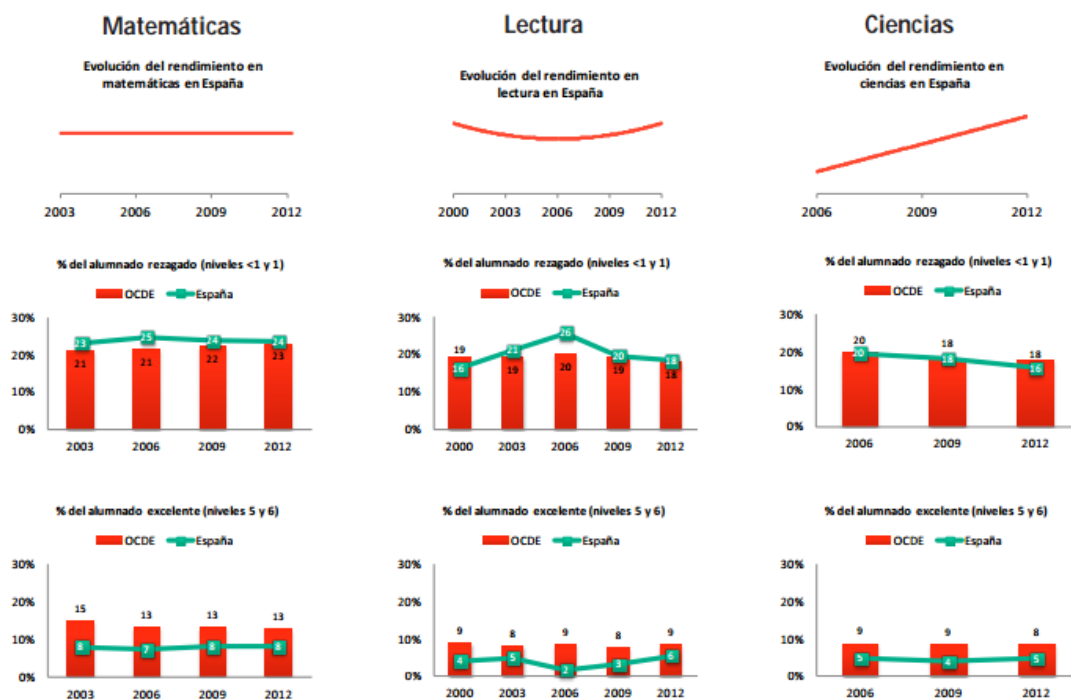 Matemáticas
Evolución del rendimiento en
matemáticas en España
2003 2006 2009 2012
% del alumnado rezagado (niveles <1 y 1)
OCDE España
30%
20%
10%
0%
23 25 24 24
21 21 22 23
2003 2006 2009 2012
% del alumnado excelente (niveles 5 y 6)
OCDE España
30%
20%
10%
0%
15 13 13 13
8 7 8 8
2003 2006 2009 2012
Lectura
Evolución del rendimiento en
lectura en España
2000 2003 2006 2009 2012
% del alumnado rezagado (niveles <1 y 1)
OCDE España
30%
20%
10%
0%
16 21 26 20 18
19 19 20 19 18
2000 2003 2006 2009 2012
% del alumnado excelente (niveles 5 y 6)
OCDE España
30%
20%
10%
0%
9 8 9 8 9
4 5 2 3 6
2000 2003 2006 2009 2012
Ciencias
Evolución del rendimiento en
ciencias en España
2006 2009 2012
% del alumnado rezagado (niveles <1 y 1)
OCDE España
30%
20%
10%
0%
20 18 18
20 18 16
2006 2009 2012
% del alumnado excelente (niveles 5 y 6)
OCDE España
30%
20%
10%
0%
9 9 8
5 4 5
2006 2009 2012